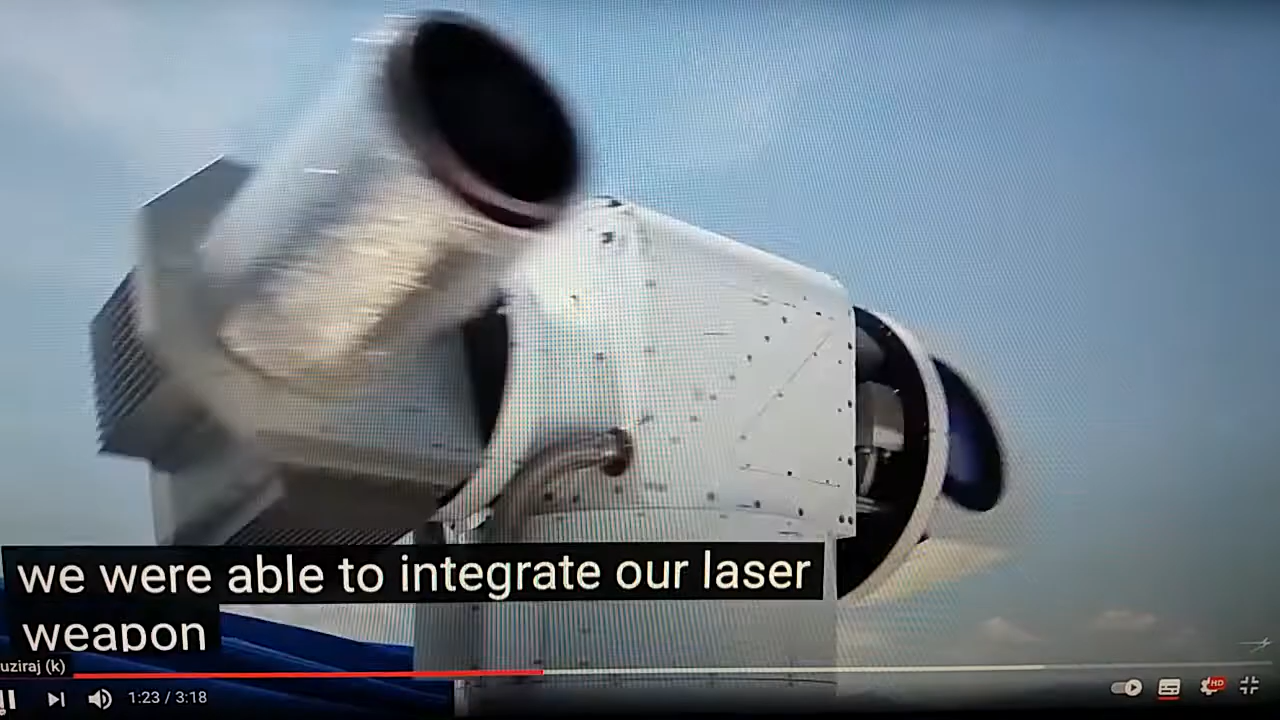 we were able to integrate our laser
weapon
uziraj (k)
1:23 / 3:18
HD